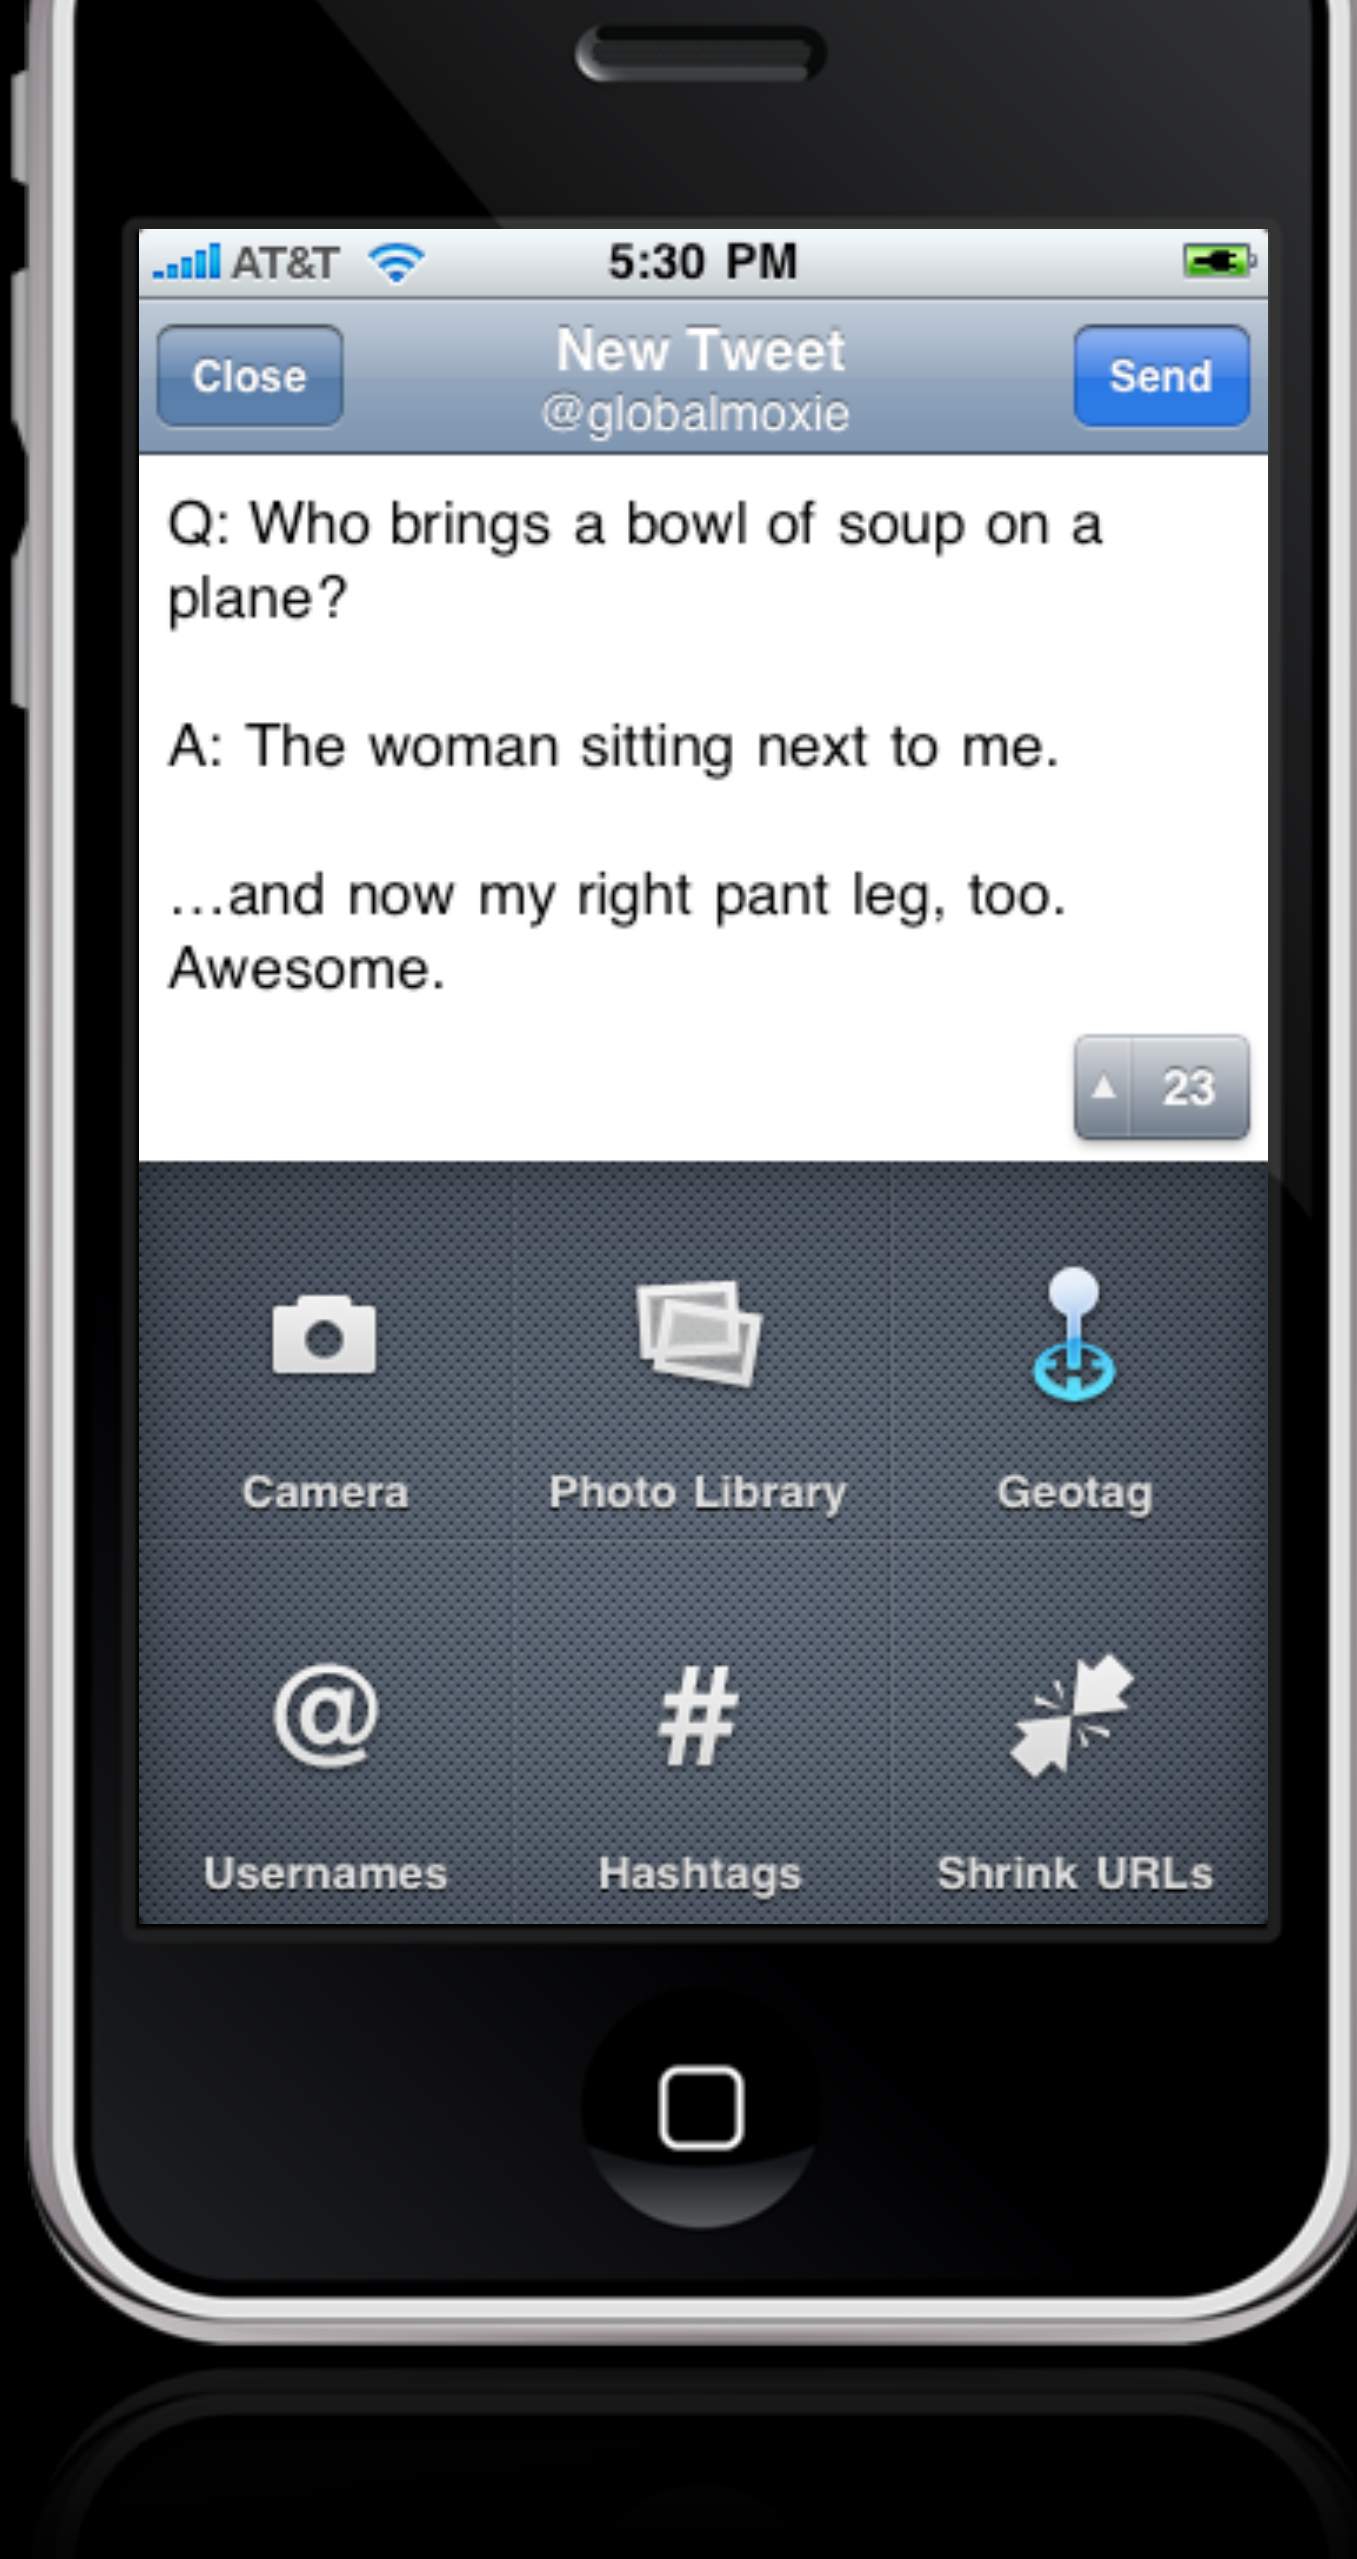 AT&T 5:30 PM
Close New Tweet Send
@globalmoxie
Q: Who brings a bowl of soup on a
plane?
A: The woman sitting next to me.
…and now my right pant leg, too.
Awesome.
23
Camera Photo Library Geotag
@ #
Usernames Hashtags Shrink URLs